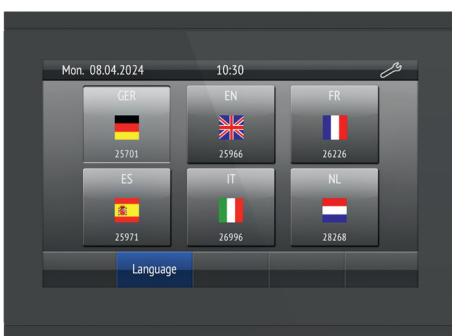 Mon. 08.04.2024 10:30
GER EN FR
25701 25966 26226
ES IT NL
25971 26996 28268
Language